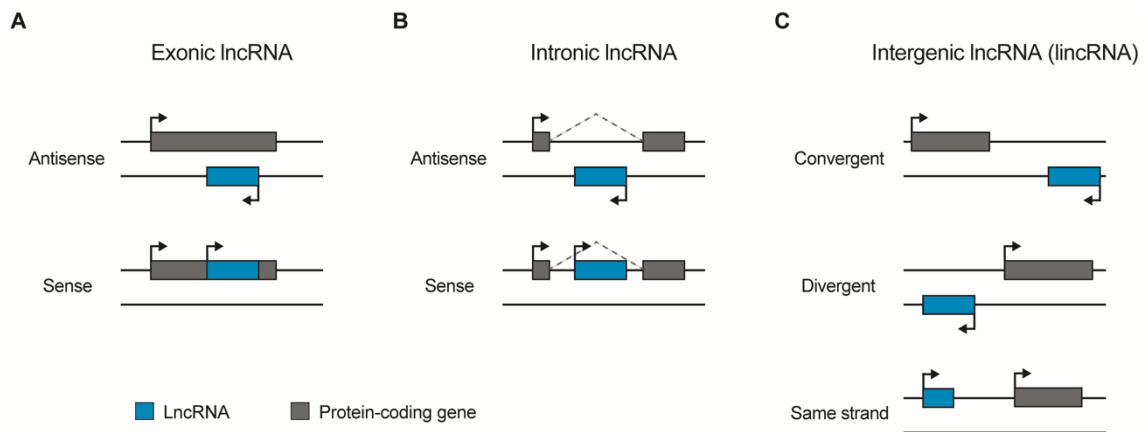 A
Exonic lncRNA
Antisense
Sense
B
Intronic lncRNA
Antisense
Sense
C
Intergenic lncRNA (lincRNA)
Convergent
Divergent
Same strand
LncRNA
Protein-coding gene